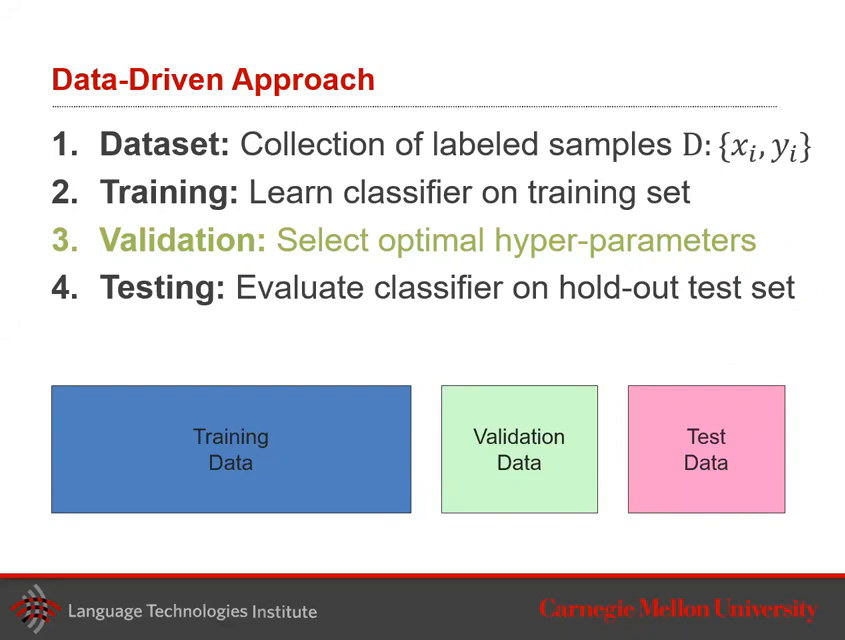 Data-Driven Approach
1. Dataset: Collection of labeled samples D: {xᵢ, yᵢ}
2. Training: Learn classifier on training set
3. Validation: Select optimal hyper-parameters
4. Testing: Evaluate classifier on hold-out test set
Training
Data
Validation
Data
Test
Data
Language Technologies Institute
Carnegie Mellon University